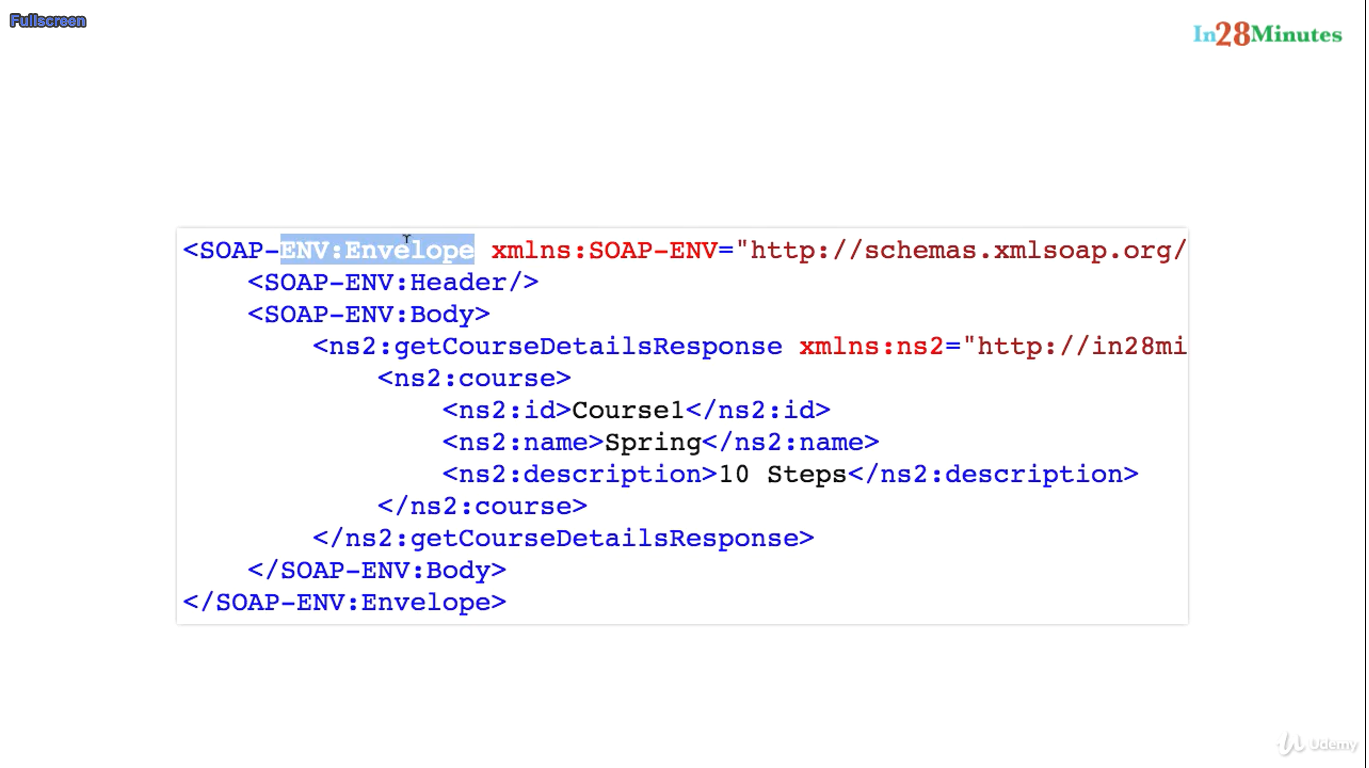 Fullscreen
In28Minutes
<SOAP-ENV:Envelope xmlns:SOAP-ENV="http://schemas.xmlsoap.org/
<SOAP-ENV:Header/>
<SOAP-ENV:Body>
<ns2:getCourseDetailsResponse xmlns:ns2="http://in28mi
<ns2:course>
<ns2:id>Course1</ns2:id>
<ns2:name>Spring</ns2:name>
<ns2:description>10 Steps</ns2:description>
</ns2:course>
</ns2:getCourseDetailsResponse>
</SOAP-ENV:Body>
</SOAP-ENV:Envelope>
Udemy